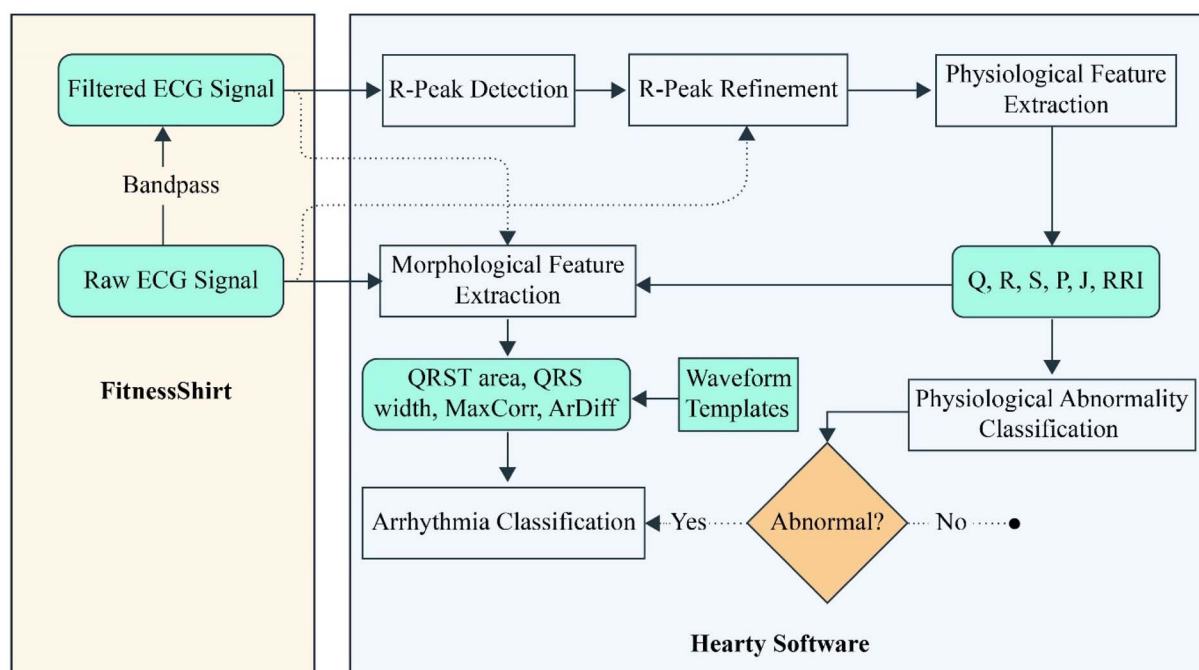 Filtered ECG Signal
Bandpass
Raw ECG Signal
FitnessShirt
R-Peak Detection
R-Peak Refinement
Physiological Feature
Extraction
Morphological Feature
Extraction
Q, R, S, P, J, RRI
QRST area, QRS
width, MaxCorr, ArDiff
Waveform
Templates
Physiological Abnormality
Classification
Arrhythmia Classification
Yes
Abnormal?
No
Hearty Software